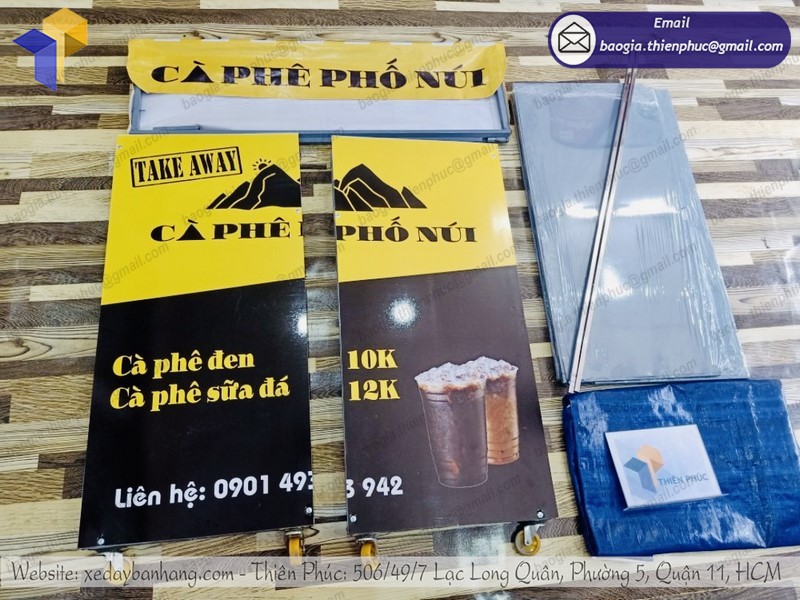 Email
baogia.thienphuc@gmail.com
CÀ PHÊ PHỐ NÚI
TAKE AWAY
CÀ PHÊ PHỐ NÚI
Cà phê đen 10K
Cà phê sữa đá 12K
Liên hệ: 0901 493 942
THIÊN PHÚC
Website: xedaybanhang.com - Thiên Phúc: 506/49/7 Lạc Long Quân, Phường 5, Quận 11, HCM